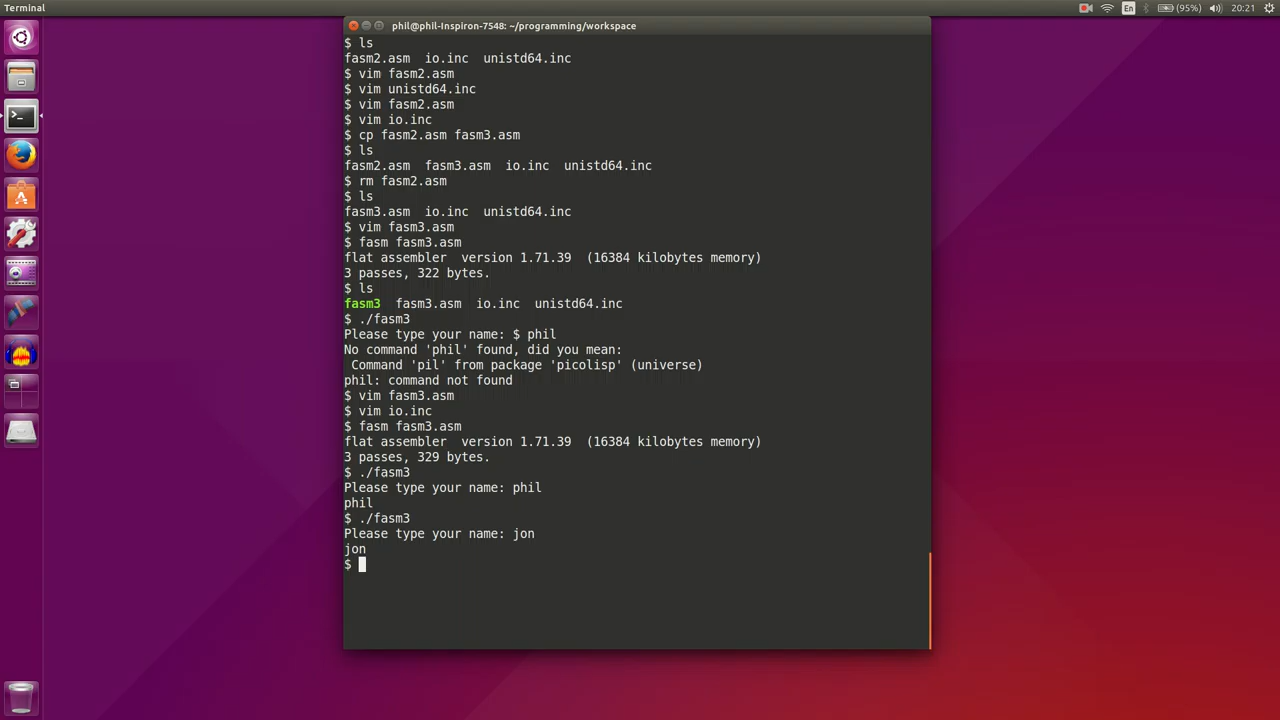 Terminal
En
(95%)
20:21
phil@phil-Inspiron-7548: ~/programming/workspace
$ ls
fasm2.asm  io.inc  unistd64.inc
$ vim fasm2.asm
$ vim unistd64.inc
$ vim fasm2.asm
$ vim io.inc
$ cp fasm2.asm fasm3.asm
$ ls
fasm2.asm  fasm3.asm  io.inc  unistd64.inc
$ rm fasm2.asm
$ ls
fasm3.asm  io.inc  unistd64.inc
$ vim fasm3.asm
$ fasm fasm3.asm
flat assembler  version 1.71.39  (16384 kilobytes memory)
3 passes, 322 bytes.
$ ls
fasm3  fasm3.asm  io.inc  unistd64.inc
$ ./fasm3
Please type your name: $ phil
No command 'phil' found, did you mean:
 Command 'pil' from package 'picolisp' (universe)
phil: command not found
$ vim fasm3.asm
$ vim io.inc
$ fasm fasm3.asm
flat assembler  version 1.71.39  (16384 kilobytes memory)
3 passes, 329 bytes.
$ ./fasm3
Please type your name: phil
phil
$ ./fasm3
Please type your name: jon
jon
$